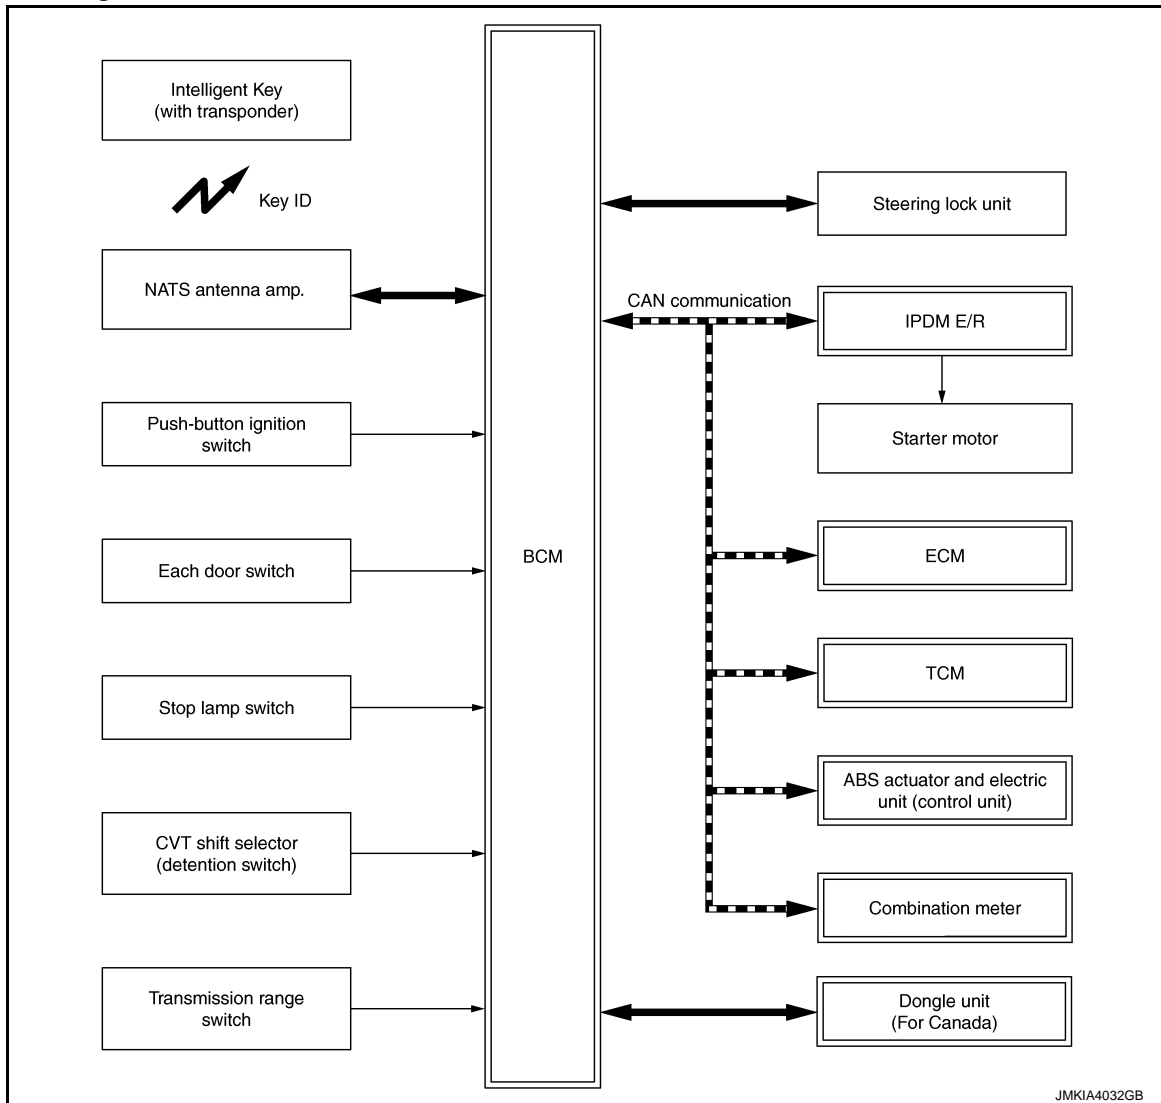 Intelligent Key
(with transponder)
Key ID
NATS antenna amp.
Push-button ignition
switch
Each door switch
Stop lamp switch
CVT shift selector
(detention switch)
Transmission range
switch
BCM
Steering lock unit
CAN communication
IPDM E/R
Starter motor
ECM
TCM
ABS actuator and electric
unit (control unit)
Combination meter
Dongle unit
(For Canada)
JMKIA4032GB